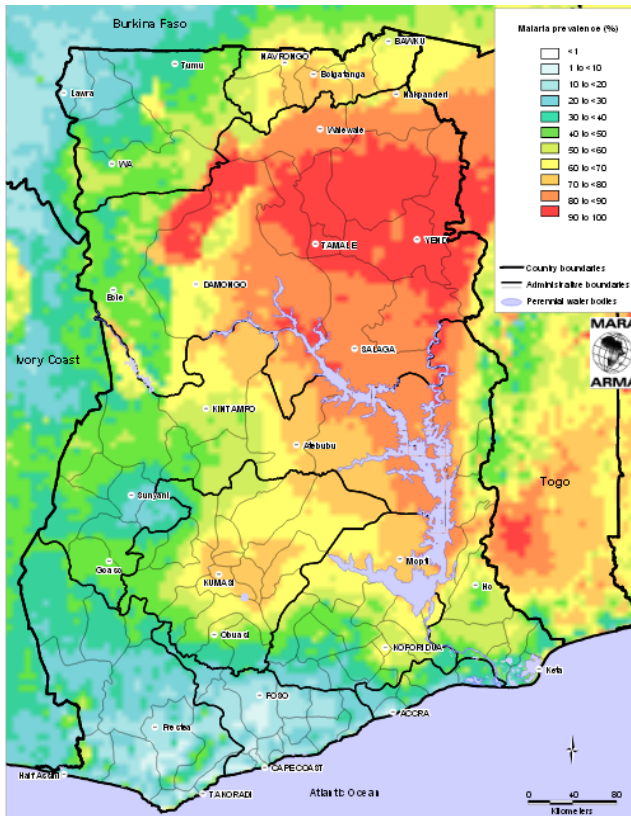 Burkina Faso
BAWKU
NAVRONGO
Tumu
Bolgatanga
Lawra
Nakpanderi
Walewale
WA
TAMALE
YENDI
DAMONGO
Bole
Ivory Coast
SALAGA
KINTAMPO
Atebubu
Togo
Sunyani
Goaso
KUMASI
Ho
Obuasi
KOFORIDUA
Keta
FOSO
Prestea
ACCRA
CAPE COAST
Half Assini
TAKORADI
Atlantic Ocean
Malaria prevalence (%)
<1
1 to <10
10 to <20
20 to <30
30 to <40
40 to <50
50 to <60
60 to <70
70 to <80
80 to <90
90 to 100
Country boundaries
Administrative boundaries
Perennial water bodies
MARA
ARMA
0 40 80
Kilometers